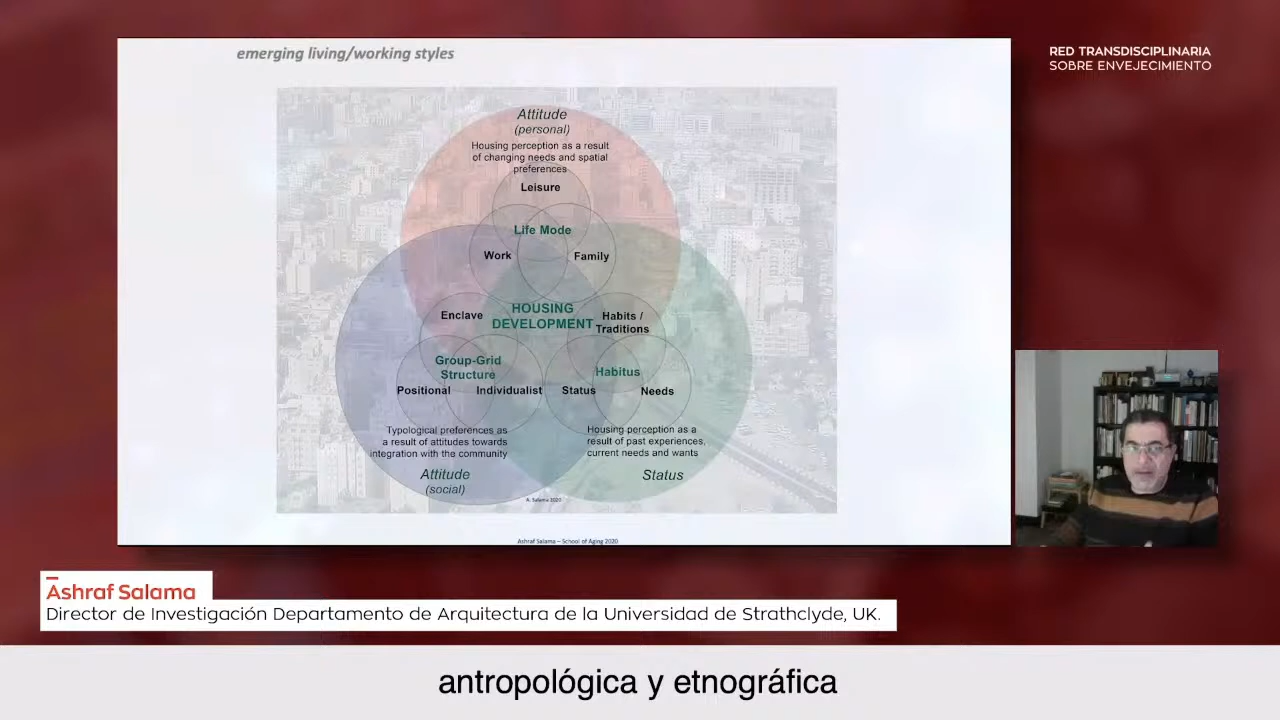 emerging living/working styles
RED TRANSDISCIPLINARIA
SOBRE ENVEJECIMIENTO
Attitude
(personal)
Housing perception as a result
of changing needs and spatial
preferences
Leisure
Life Mode
Work
Family
HOUSING
DEVELOPMENT
Enclave
Habits /
Traditions
Group-Grid
Structure
Positional
Individualist
Habitus
Status
Needs
Typological preferences as
a result of attitudes towards
integration with the community
Attitude
(social)
Housing perception as a
result of past experiences,
current needs and wants
Status
A. Salama 2020
Ashraf Salama – School of Aging 2020
Ashraf Salama
Director de Investigación Departamento de Arquitectura de la Universidad de Strathclyde, UK.
antropológica y etnográfica